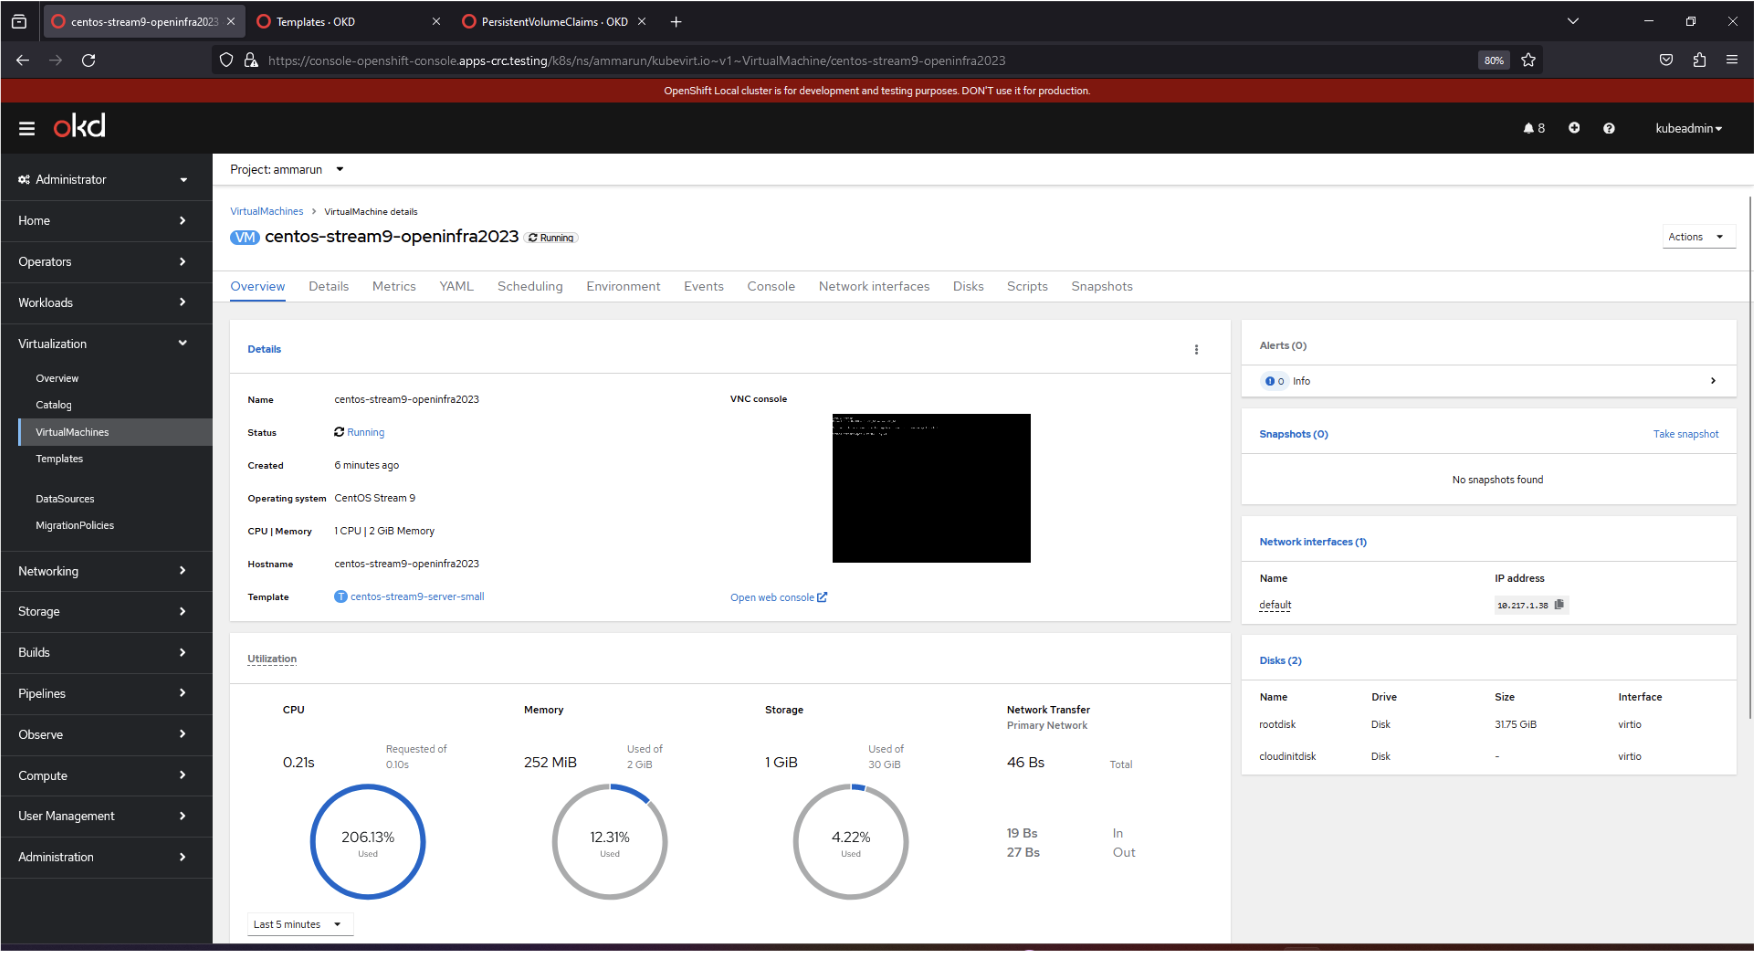 centos-stream9-openinfra2023
Templates · OKD
PersistentVolumeClaims · OKD
https://console-openshift-console.apps-crc.testing/k8s/ns/ammarun/kubevirt.io~v1~VirtualMachine/centos-stream9-openinfra2023
80%
OpenShift Local cluster is for development and testing purposes. DON'T use it for production.
okd
8
kubeadmin
Administrator
Home
Operators
Workloads
Virtualization
Overview
Catalog
VirtualMachines
Templates
DataSources
MigrationPolicies
Networking
Storage
Builds
Pipelines
Observe
Compute
User Management
Administration
Project: ammarun
VirtualMachines > VirtualMachine details
VM centos-stream9-openinfra2023 Running
Actions
Overview Details Metrics YAML Scheduling Environment Events Console Network interfaces Disks Scripts Snapshots
Details
Name centos-stream9-openinfra2023
Status Running
Created 6 minutes ago
Operating system CentOS Stream 9
CPU | Memory 1 CPU | 2 GiB Memory
Hostname centos-stream9-openinfra2023
Template T centos-stream9-server-small
VNC console
Open web console
Utilization
CPU
0.21s
Requested of
0.10s
206.13%
Used
Memory
252 MiB
Used of
2 GiB
12.31%
Used
Storage
1 GiB
Used of
30 GiB
4.22%
Used
Network Transfer
Primary Network
46 Bs Total
19 Bs In
27 Bs Out
Last 5 minutes
Alerts (0)
0 Info
Snapshots (0) Take snapshot
No snapshots found
Network interfaces (1)
Name IP address
default 10.217.1.38
Disks (2)
Name Drive Size Interface
rootdisk Disk 31.75 GiB virtio
cloudinitdisk Disk - virtio